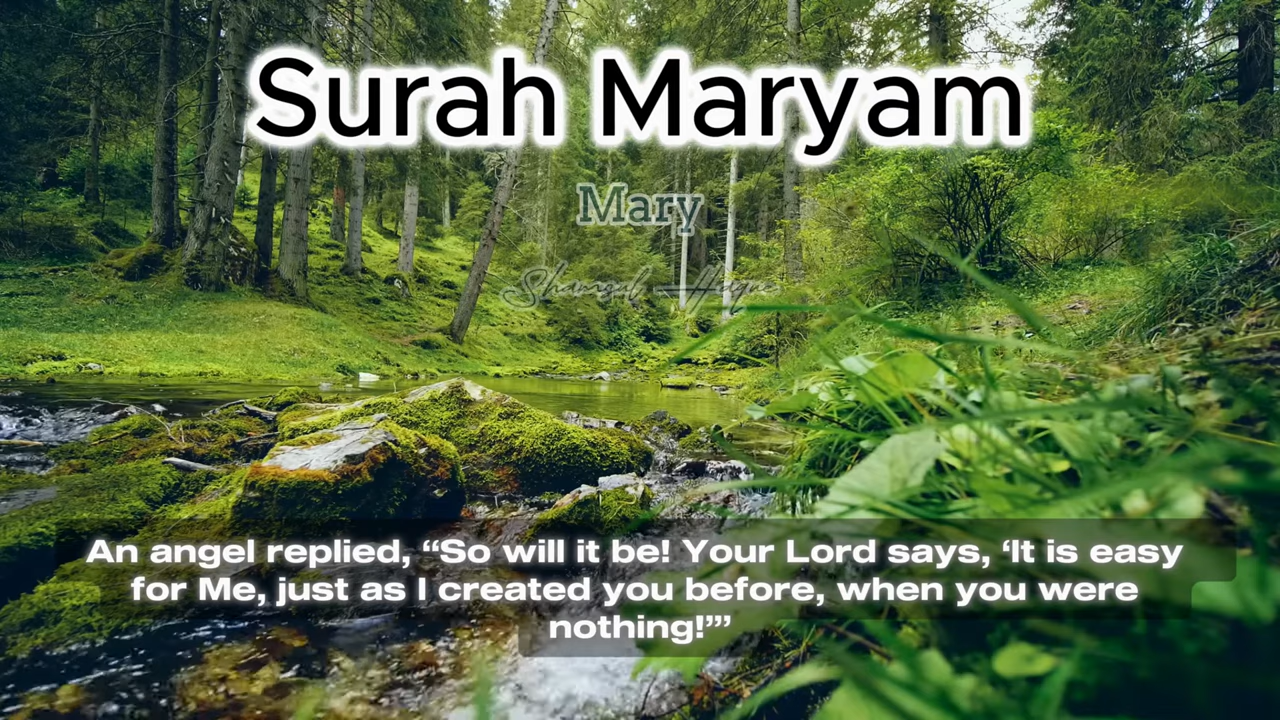 Surah Maryam
Mary
An angel replied, “So will it be! Your Lord says, ‘It is easy
for Me, just as I created you before, when you were
nothing!’”